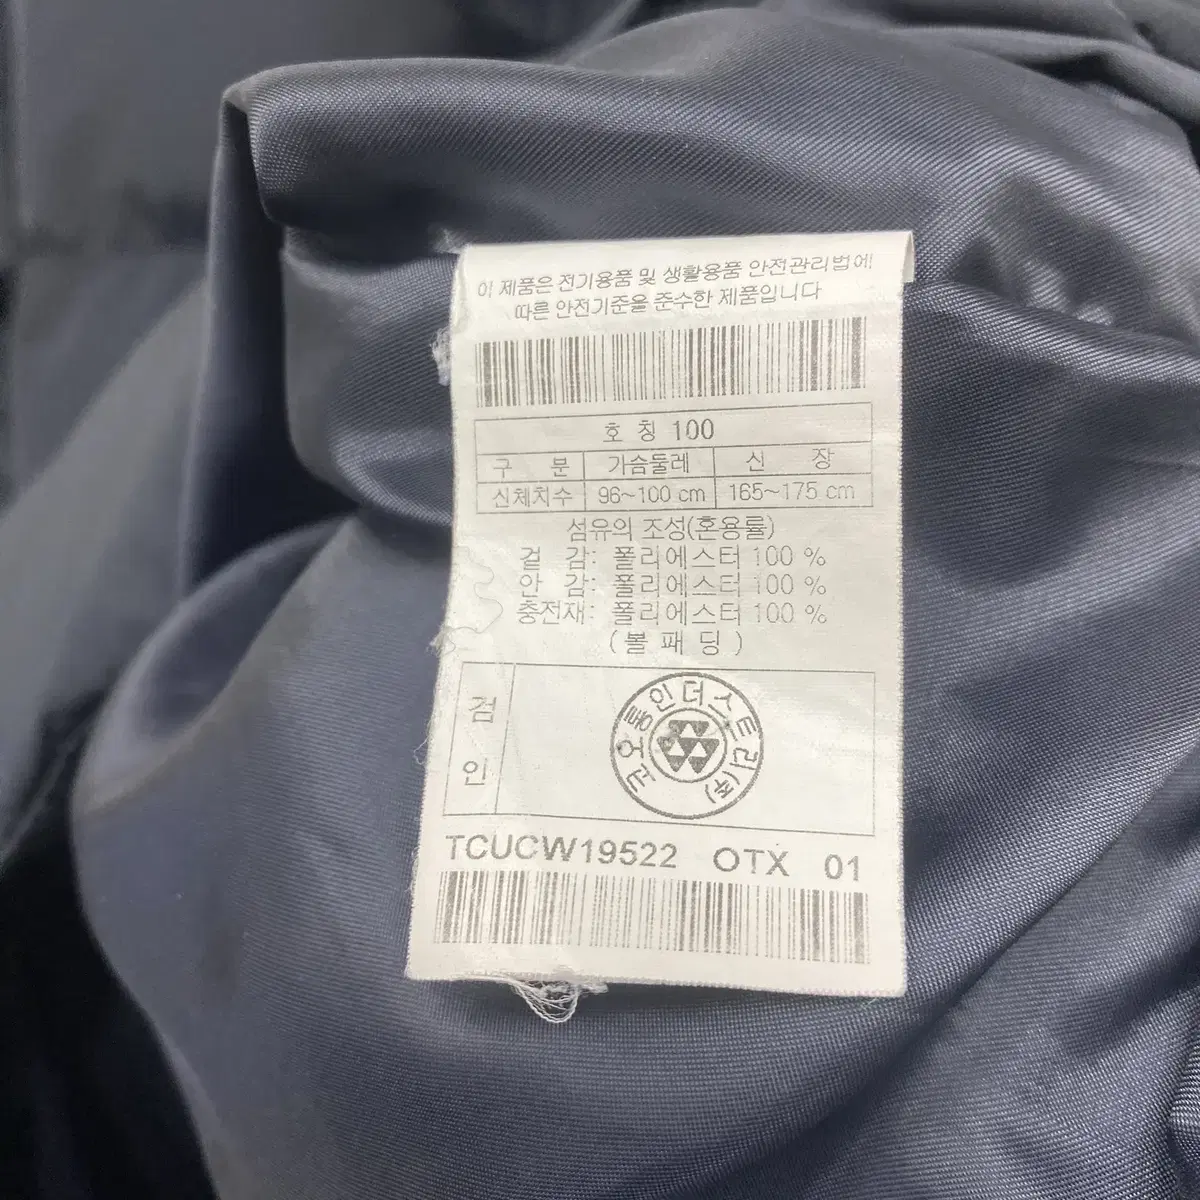 이 제품은 전기용품 및 생활용품 안전관리법에
따른 안전기준을 준수한 제품입니다
호 칭 100
구 분 가슴둘레 신 장
신체치수 96~100 cm 165~175 cm
섬유의 조성(혼용률)
겉 감: 폴리에스터 100 %
안 감: 폴리에스터 100 %
충전재: 폴리에스터 100 %
(볼 패 딩)
검
인
코오롱인더스트리(주)
TCUCW19522 OTX 01